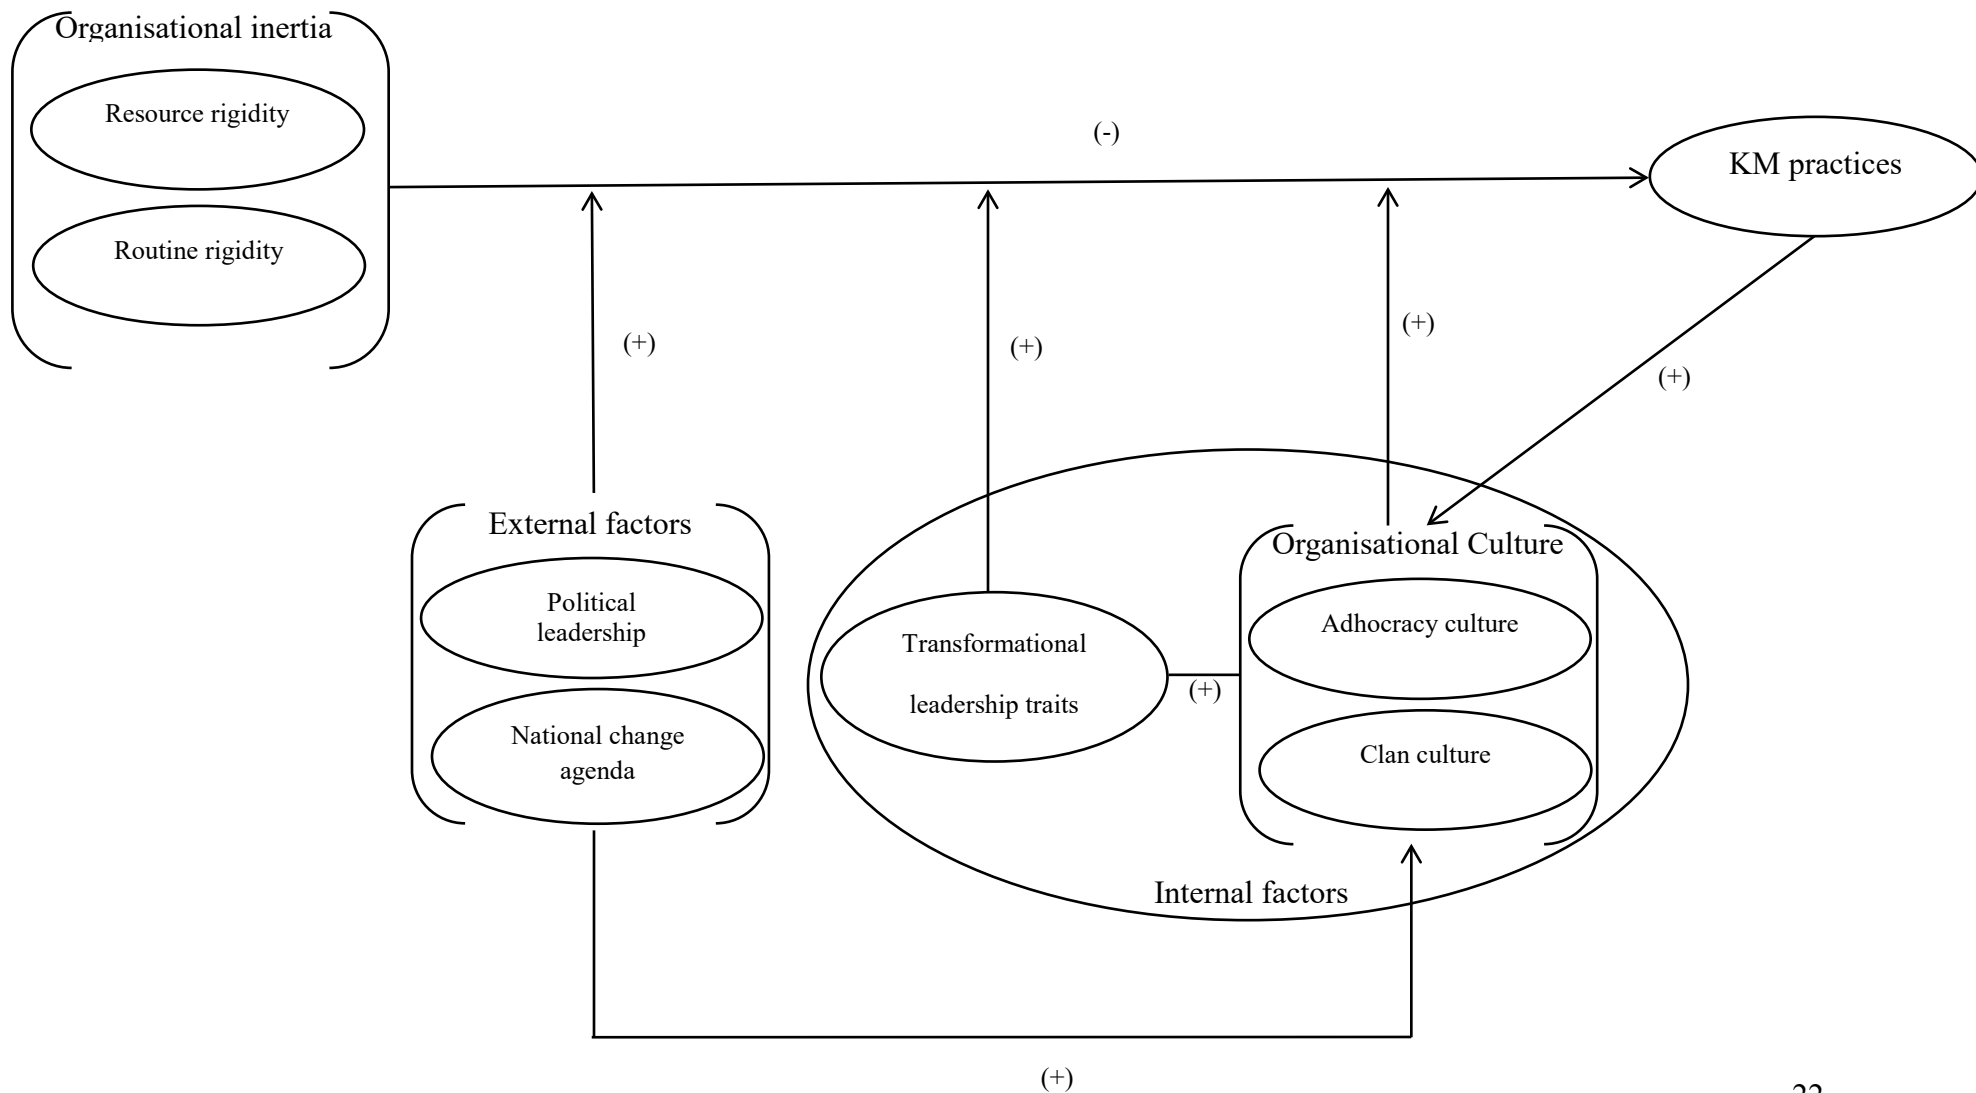 Organisational inertia
Resource rigidity
Routine rigidity
(-)
KM practices
(+)
(+)
(+)
(+)
External factors
Political
leadership
National change
agenda
Transformational
leadership traits
(+)
Organisational Culture
Adhocracy culture
Clan culture
Internal factors
(+)